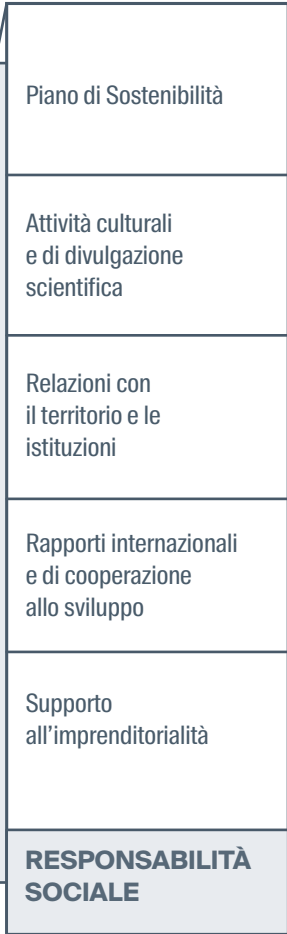 Piano di Sostenibilità
Attività culturali
e di divulgazione
scientifica
Relazioni con
il territorio e le
istituzioni
Rapporti internazionali
e di cooperazione
allo sviluppo
Supporto
all’imprenditorialità
RESPONSABILITÀ
SOCIALE